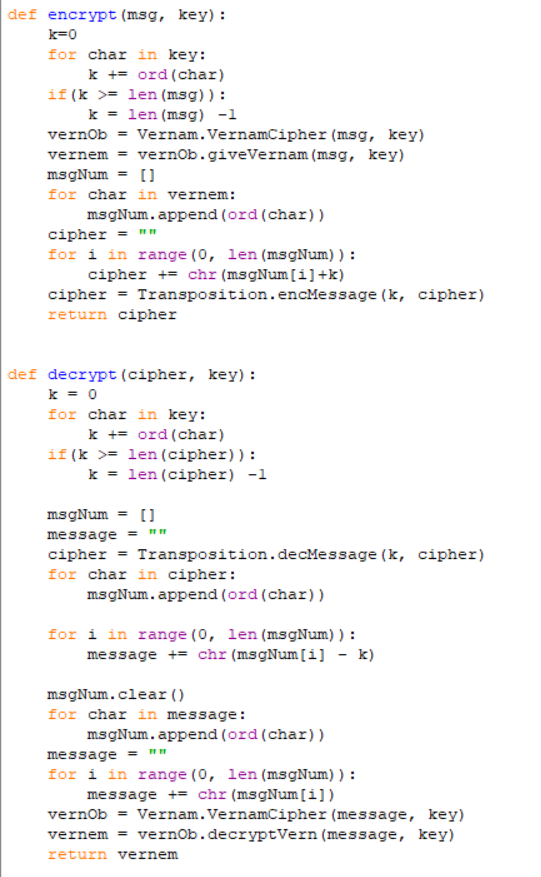 def encrypt(msg, key):
    k=0
    for char in key:
        k += ord(char)
    if(k >= len(msg)):
        k = len(msg) -1
    vernOb = Vernam.VernamCipher(msg, key)
    vernem = vernOb.giveVernam(msg, key)
    msgNum = []
    for char in vernem:
        msgNum.append(ord(char))
    cipher = ""
    for i in range(0, len(msgNum)):
        cipher += chr(msgNum[i]+k)
    cipher = Transposition.encMessage(k, cipher)
    return cipher


def decrypt(cipher, key):
    k = 0
    for char in key:
        k += ord(char)
    if(k >= len(cipher)):
        k = len(cipher) -1

    msgNum = []
    message = ""
    cipher = Transposition.decMessage(k, cipher)
    for char in cipher:
        msgNum.append(ord(char))

    for i in range(0, len(msgNum)):
        message += chr(msgNum[i] - k)

    msgNum.clear()
    for char in message:
        msgNum.append(ord(char))
    message = ""
    for i in range(0, len(msgNum)):
        message += chr(msgNum[i])
    vernOb = Vernam.VernamCipher(message, key)
    vernem = vernOb.decryptVern(message, key)
    return vernem